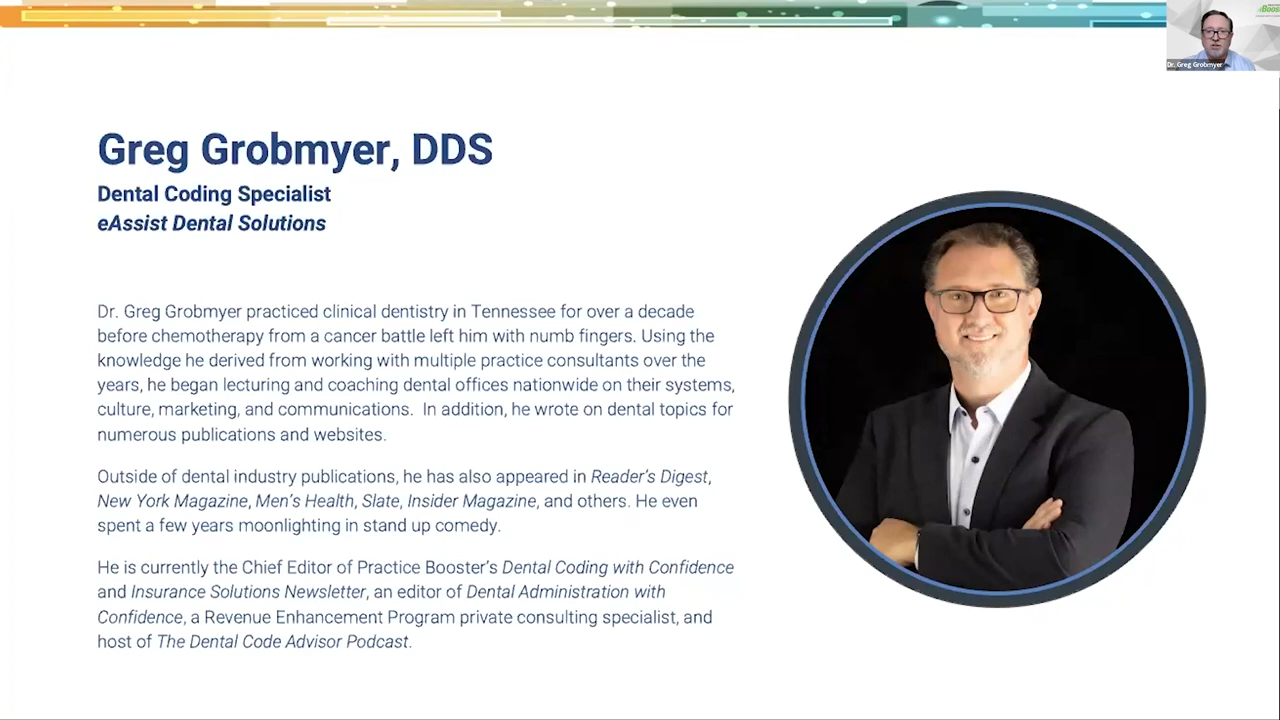 Boos
Dr. Greg Grobmyer
Greg Grobmyer, DDS
Dental Coding Specialist
eAssist Dental Solutions
Dr. Greg Grobmyer practiced clinical dentistry in Tennessee for over a decade
before chemotherapy from a cancer battle left him with numb fingers. Using the
knowledge he derived from working with multiple practice consultants over the
years, he began lecturing and coaching dental offices nationwide on their systems,
culture, marketing, and communications. In addition, he wrote on dental topics for
numerous publications and websites.
Outside of dental industry publications, he has also appeared in Reader's Digest,
New York Magazine, Men's Health, Slate, Insider Magazine, and others. He even
spent a few years moonlighting in stand up comedy.
He is currently the Chief Editor of Practice Booster's Dental Coding with Confidence
and Insurance Solutions Newsletter, an editor of Dental Administration with
Confidence, a Revenue Enhancement Program private consulting specialist, and
host of The Dental Code Advisor Podcast.